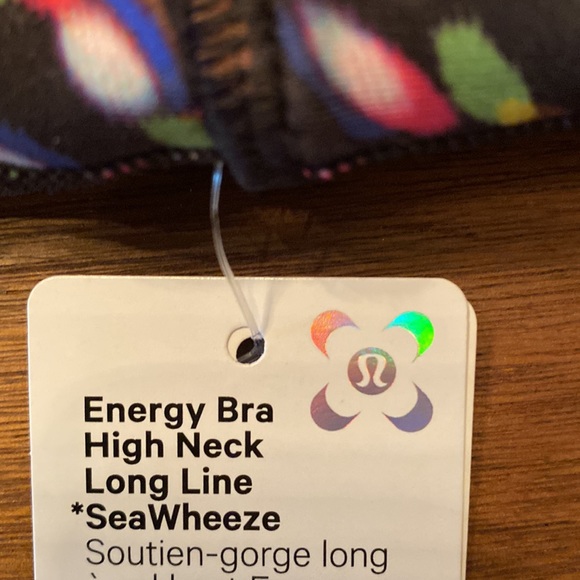 Energy Bra
High Neck
Long Line
*SeaWheeze
Soutien-gorge long